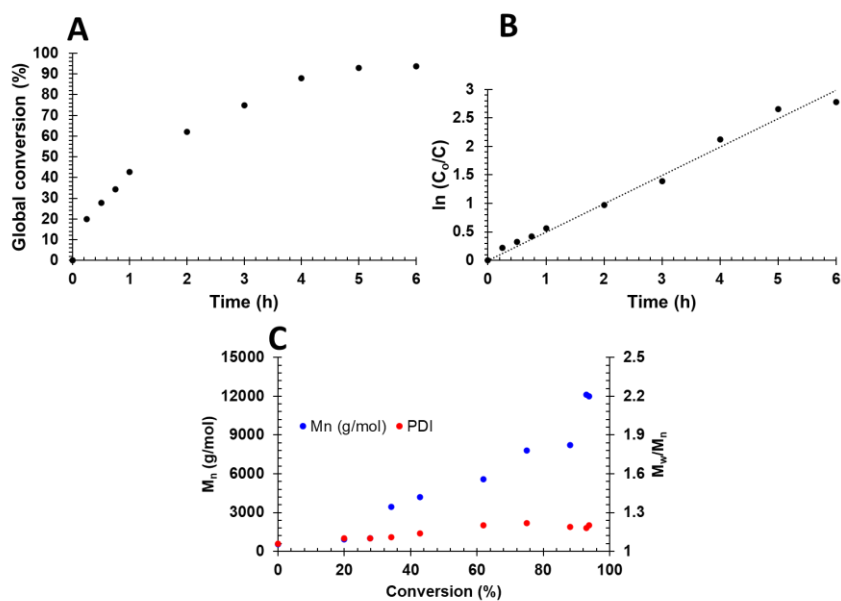 A
Global conversion (%)
100
90
80
70
60
50
40
30
20
10
0
0 1 2 3 4 5 6
Time (h)
B
ln (C₀/C)
3
2.5
2
1.5
1
0.5
0
0 1 2 3 4 5 6
Time (h)
C
Mₙ (g/mol)
15000
12000
9000
6000
3000
0
Mn (g/mol) PDI
2.5
2.2
1.9
1.6
1.3
1
M_w/Mₙ
0 20 40 60 80 100
Conversion (%)